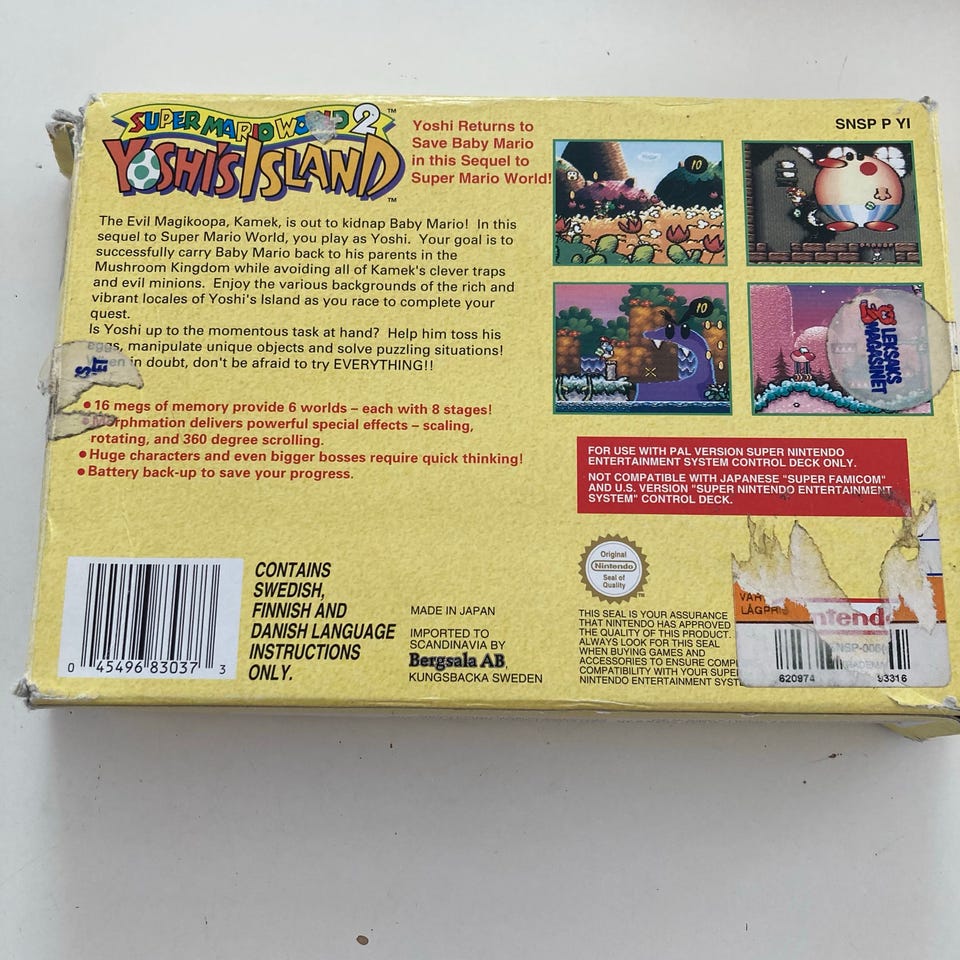 SUPER MARIO WORLD 2 ™
YOSHI'S ISLAND ™
Yoshi Returns to
Save Baby Mario
in this Sequel to
Super Mario World!
SNSP P YI
The Evil Magikoopa, Kamek, is out to kidnap Baby Mario! In this
sequel to Super Mario World, you play as Yoshi. Your goal is to
successfully carry Baby Mario back to his parents in the
Mushroom Kingdom while avoiding all of Kamek's clever traps
and evil minions. Enjoy the various backgrounds of the rich and
vibrant locales of Yoshi's Island as you race to complete your
quest.
Is Yoshi up to the momentous task at hand? Help him toss his
eggs, manipulate unique objects and solve puzzling situations!
en in doubt, don't be afraid to try EVERYTHING!!
● 16 megs of memory provide 6 worlds – each with 8 stages!
Morphmation delivers powerful special effects – scaling,
rotating, and 360 degree scrolling.
● Huge characters and even bigger bosses require quick thinking!
● Battery back-up to save your progress.
10
10
LEKSAKS
MAGASINET
S
ET
FOR USE WITH PAL VERSION SUPER NINTENDO
ENTERTAINMENT SYSTEM CONTROL DECK ONLY.
NOT COMPATIBLE WITH JAPANESE "SUPER FAMICOM"
AND U.S. VERSION "SUPER NINTENDO ENTERTAINMENT
SYSTEM" CONTROL DECK.
0 45496 83037 3
CONTAINS
SWEDISH,
FINNISH AND
DANISH LANGUAGE
INSTRUCTIONS
ONLY.
MADE IN JAPAN
IMPORTED TO
SCANDINAVIA BY
Bergsala AB,
KUNGSBACKA SWEDEN
Original
Nintendo
Seal of
Quality
TM
THIS SEAL IS YOUR ASSURANCE
THAT NINTENDO HAS APPROVED
THE QUALITY OF THIS PRODUCT.
ALWAYS LOOK FOR THIS SEAL
WHEN BUYING GAMES AND
ACCESSORIES TO ENSURE COMPL
COMPATIBILITY WITH YOUR SUPE
NINTENDO ENTERTAINMENT SYST
VÅR
LÅGPRIS
ntend
620974 93316